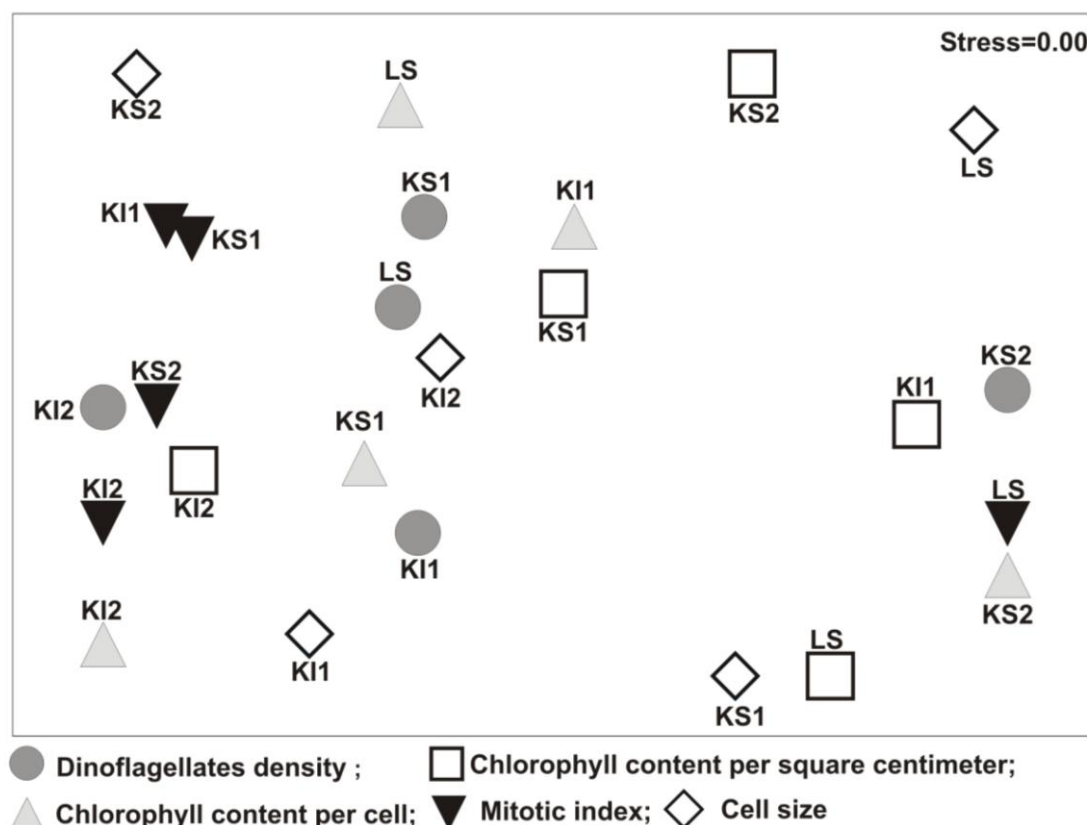 Stress=0.00
LS
KS2
KS2
LS
KS1
KI1
KI1
KS1
LS
KS1
KS2
KS2
KI1
KI2
KI2
KS1
KI2
KI2
LS
KI1
KI2
KS2
LS
KI1
KS1
Dinoflagellates density ; Chlorophyll content per square centimeter;
Chlorophyll content per cell; Mitotic index; Cell size